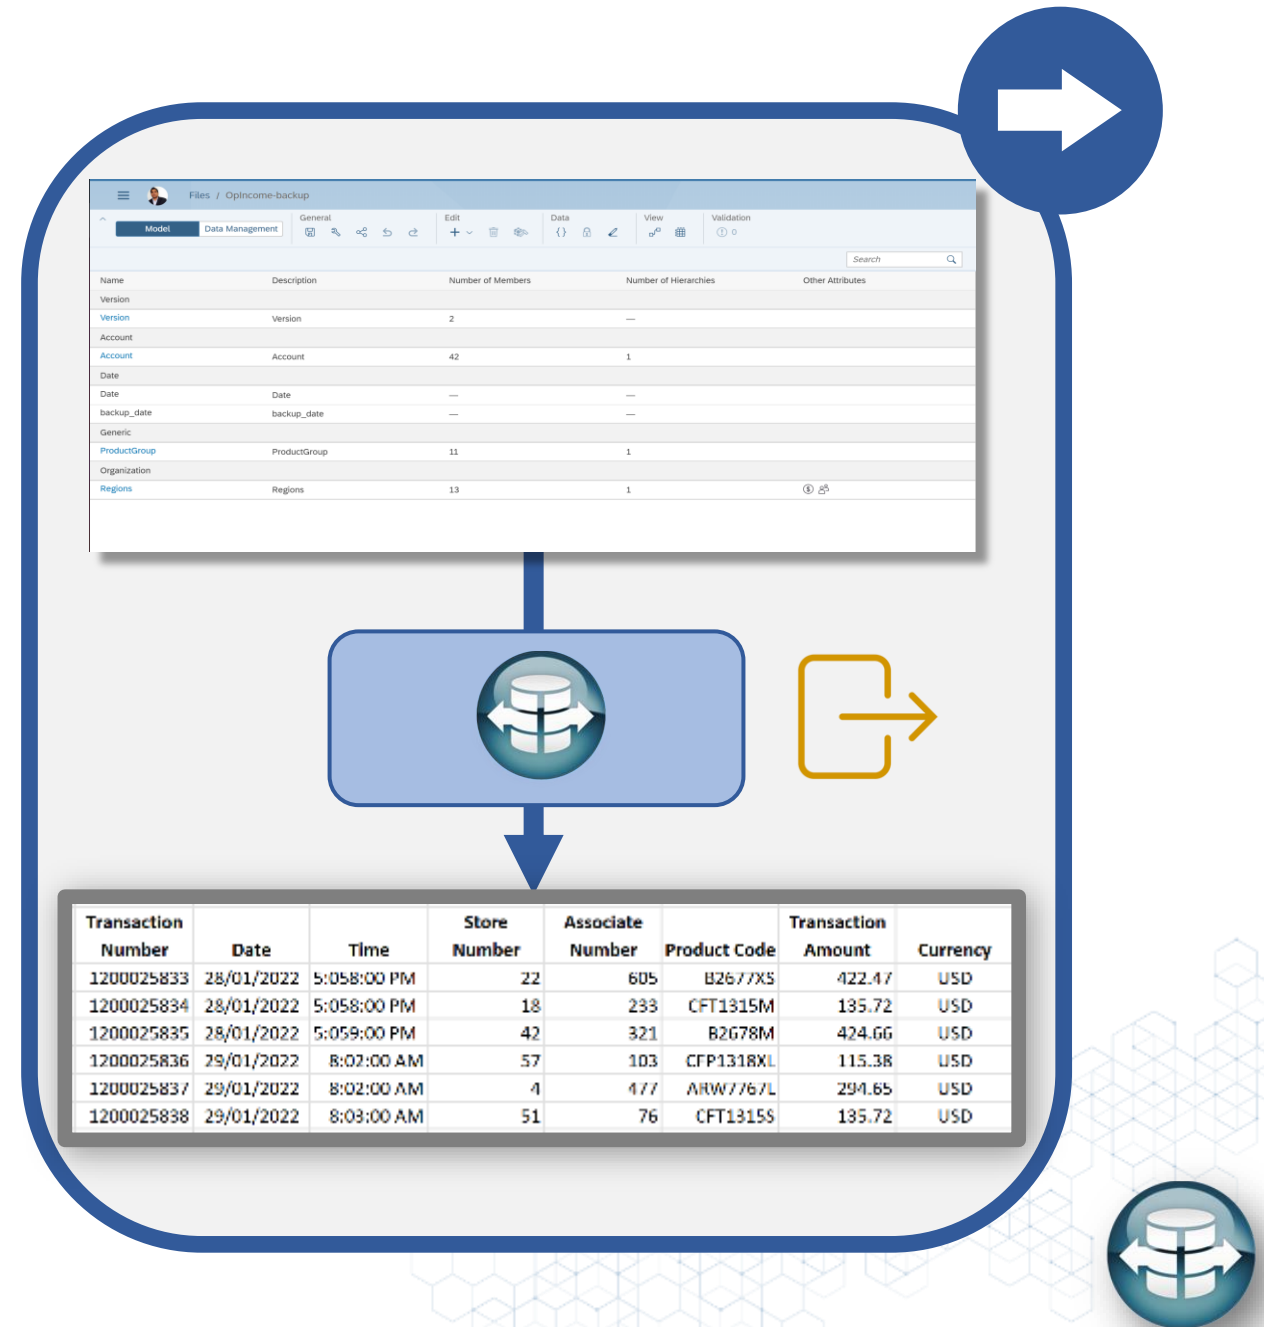 Files / OpIncome-backup
General Edit Data View Validation
Model Data Management 0
Search
Name Description Number of Members Number of Hierarchies Other Attributes
Version
Version Version 2 —
Account
Account Account 42 1
Date
Date Date — —
backup_date backup_date — —
Generic
ProductGroup ProductGroup 11 1
Organization
Regions Regions 13 1
Transaction Number Date Time Store Number Associate Number Product Code Transaction Amount Currency
1200025833 28/01/2022 5:058:00 PM 22 605 B2677XS 422.47 USD
1200025834 28/01/2022 5:058:00 PM 18 233 CFT1315M 135.72 USD
1200025835 28/01/2022 5:059:00 PM 42 321 B2678M 424.66 USD
1200025836 29/01/2022 8:02:00 AM 57 103 CFP1318XL 115.38 USD
1200025837 29/01/2022 8:02:00 AM 4 477 ARW7767L 294.65 USD
1200025838 29/01/2022 8:03:00 AM 51 76 CFT1315S 135.72 USD